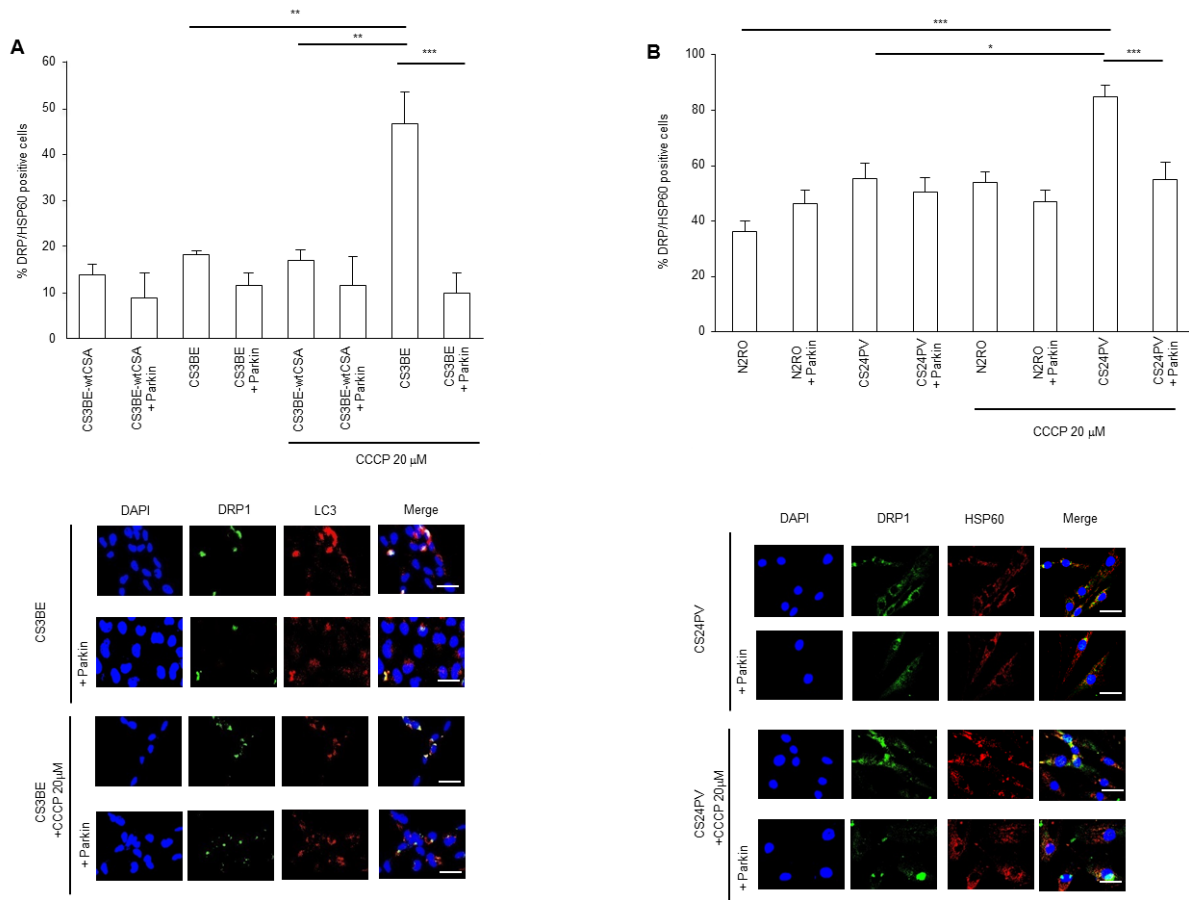 A
**
**
***
% DRP/HSP60 positive cells
60
50
40
30
20
10
0
CS3BE-wtCSA
CS3BE-wtCSA
+ Parkin
CS3BE
CS3BE
+ Parkin
CS3BE-wtCSA
CS3BE-wtCSA
+ Parkin
CS3BE
CS3BE
+ Parkin
CCCP 20 μM
DAPI DRP1 LC3 Merge
CS3BE
+ Parkin
CS3BE
+CCCP 20μM
+ Parkin
B
***
*
***
% DRP/HSP60 positive cells
100
80
60
40
20
0
N2RO
N2RO
+ Parkin
CS24PV
CS24PV
+ Parkin
N2RO
N2RO
+ Parkin
CS24PV
CS24PV
+ Parkin
CCCP 20 μM
DAPI DRP1 HSP60 Merge
CS24PV
+ Parkin
CS24PV
+CCCP 20μM
+ Parkin